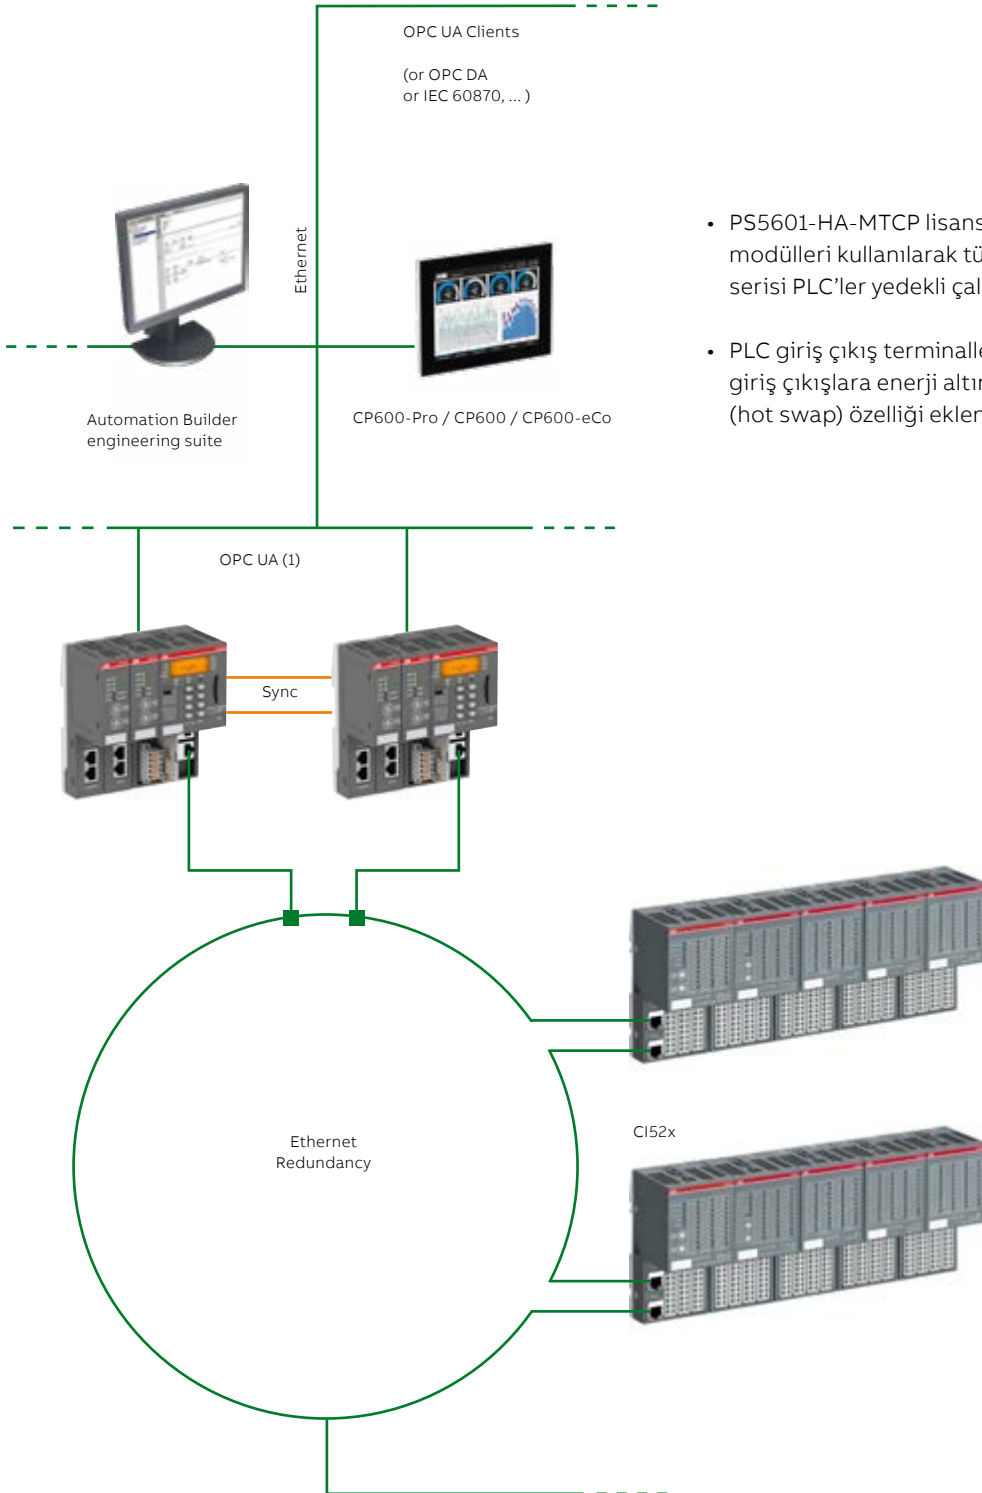 OPC UA Clients
(or OPC DA
or IEC 60870, ... )
Ethernet
Automation Builder
engineering suite
CP600-Pro / CP600 / CP600-eCo
• PS5601-HA-MTCP lisans
modülleri kullanılarak tü
serisi PLC’ler yedekli çal
• PLC giriş çıkış terminalle
giriş çıkışlara enerji altın
(hot swap) özelliği eklen
OPC UA (1)
Sync
Ethernet
Redundancy
CI52x